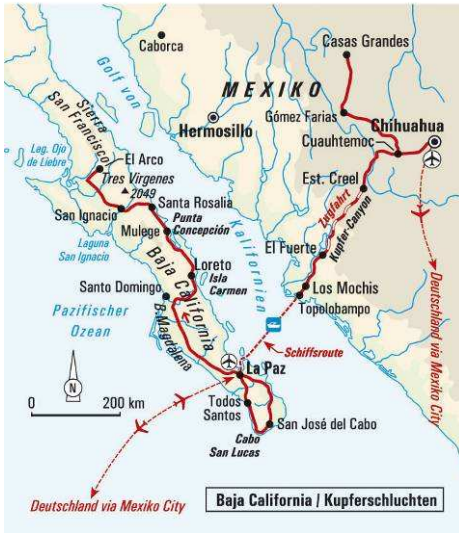 Caborca
Casas Grandes
Golf von
Kalifornien
MEXIKO
Hermosillo
Gómez Farias
Chihuahua
Cuauhtemoc
Sierra
San Francisco
Lag. Ojo
de Liebre
El Arco
Tres Virgenes
2049
Est. Creel
Zugfahrt
Kupfer-Canyon
Santa Rosalia
San Ignacio
Punta
Concepción
Mulege
Laguna
San Ignacio
El Fuerte
Baja California
Loreto
Isla
Carmen
Los Mochis
Topolobampo
Santo Domingo
B. Magdalena
Pazifischer
Ozean
Schiffsroute
Deutschland via Mexiko City
N
0 200 km
La Paz
Todos
Santos
San José del Cabo
Cabo
San Lucas
Deutschland via Mexiko City
Baja California / Kupferschluchten